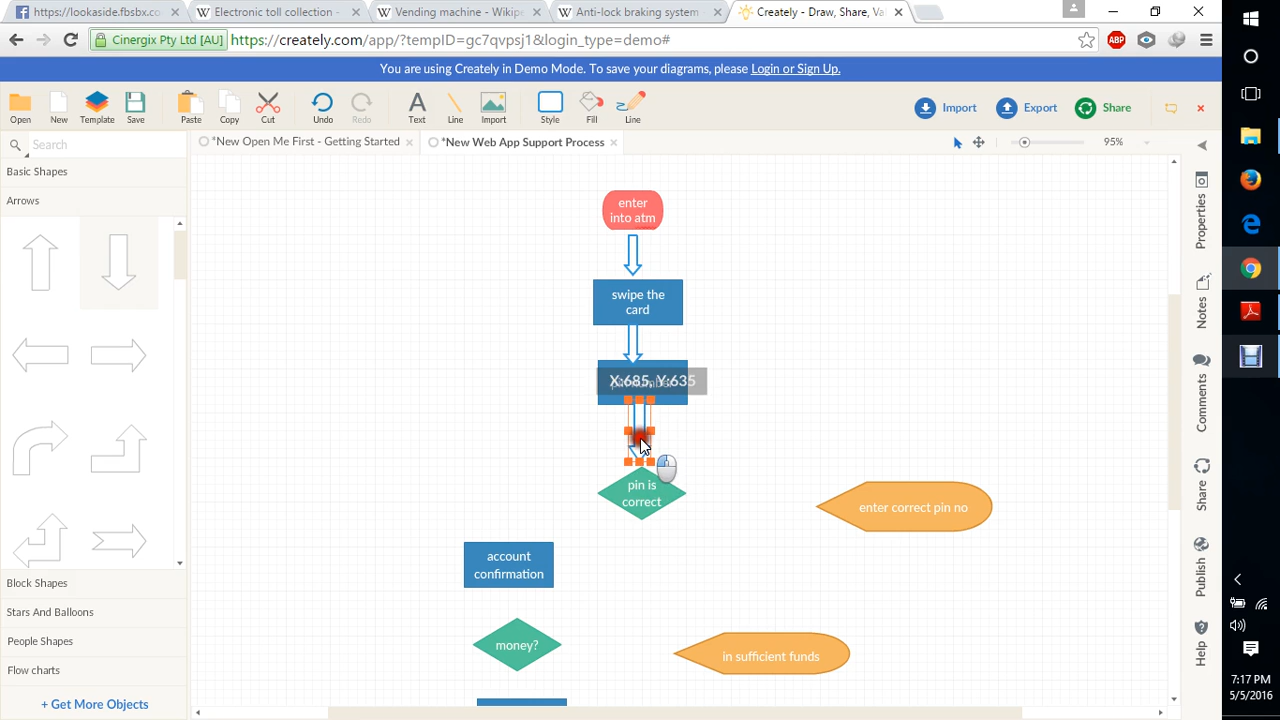 https://lookaside.fbsbx.co
Electronic toll collection -
Vending machine - Wikipe
Anti-lock braking system
Creately - Draw, Share, Val
Cinergix Pty Ltd [AU]
https://creately.com/app/?tempID=gc7qvpsj1&login_type=demo#
ABP
You are using Creately in Demo Mode. To save your diagrams, please Login or Sign Up.
Open
New
Template
Save
Paste
Copy
Cut
Undo
Redo
Text
Line
Import
Style
Fill
Line
Import
Export
Share
*New Open Me First - Getting Started
*New Web App Support Process
95%
Search
Basic Shapes
Arrows
Block Shapes
Stars And Balloons
People Shapes
Flow charts
+ Get More Objects
enter
into atm
swipe the
card
pin number
X:685, Y:635
pin is
correct
enter correct pin no
account
confirmation
money?
in sufficient funds
Properties
Notes
Comments
Share
Publish
Help
7:17 PM
5/5/2016